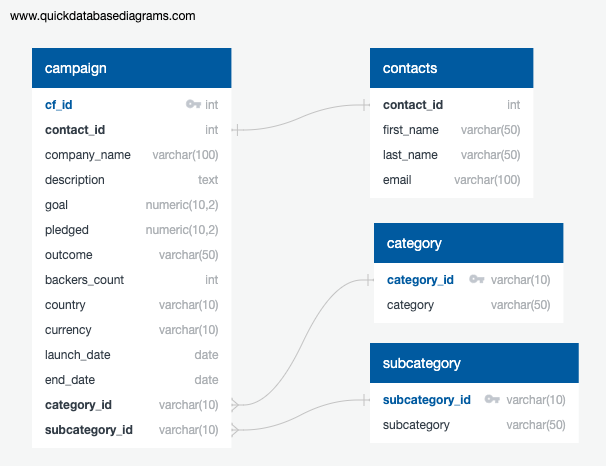 www.quickdatabasediagrams.com
campaign
cf_id int
contact_id int
company_name varchar(100)
description text
goal numeric(10,2)
pledged numeric(10,2)
outcome varchar(50)
backers_count int
country varchar(10)
currency varchar(10)
launch_date date
end_date date
category_id varchar(10)
subcategory_id varchar(10)
contacts
contact_id int
first_name varchar(50)
last_name varchar(50)
email varchar(100)
category
category_id varchar(10)
category varchar(50)
subcategory
subcategory_id varchar(10)
subcategory varchar(50)